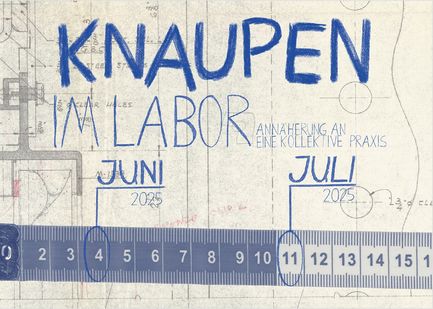 KNAUPEN
IM LABOR
ANNÄHERUNG AN
EINE KOLLEKTIVE PRAXIS
JUNI
2025
JULI
2025
0 2 3 4 5 6 7 8 9 10 11 12 13 14 15 1